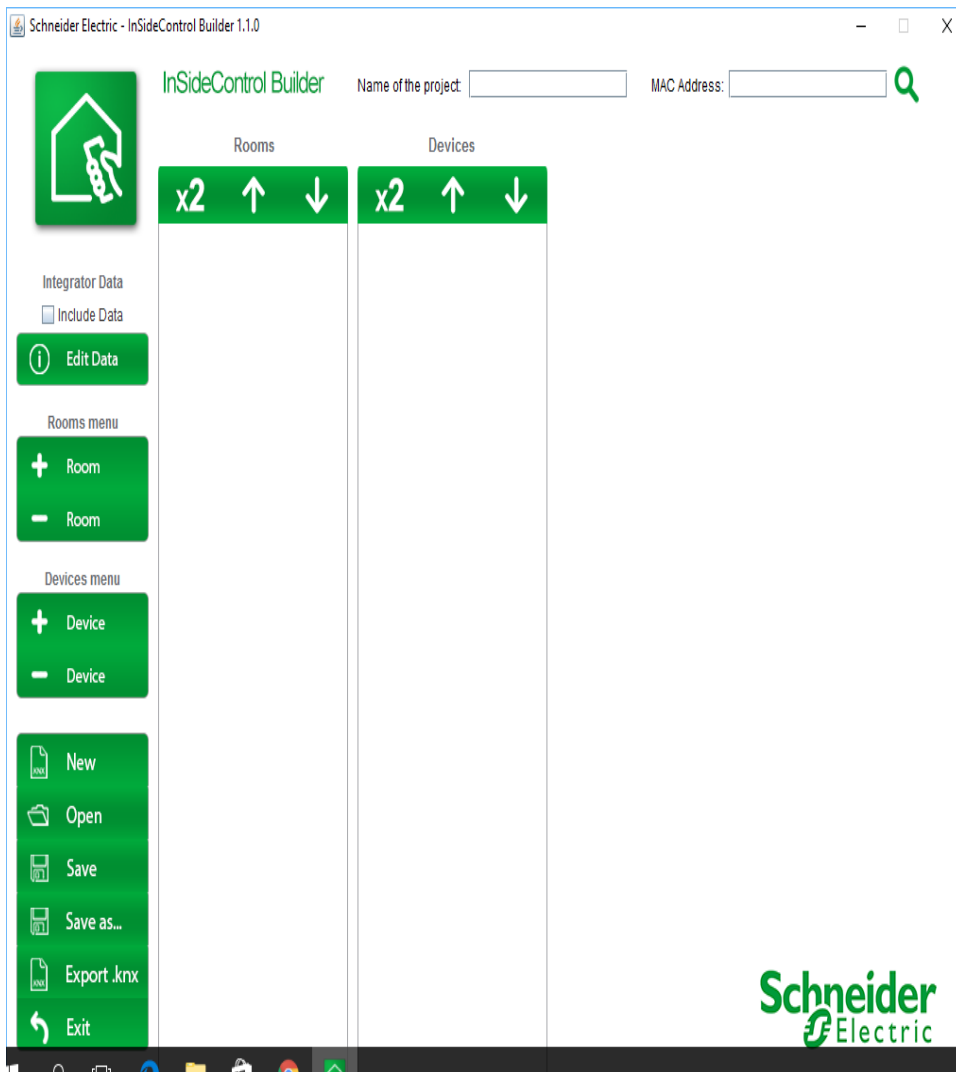 Schneider Electric - InSideControl Builder 1.1.0
InSideControl Builder
Name of the project:
MAC Address:
Rooms
Devices
x2
x2
Integrator Data
Include Data
Edit Data
Rooms menu
Room
Room
Devices menu
Device
Device
KNX
New
Open
Save
Save as...
KNX
Export .knx
Exit
Schneider
Electric